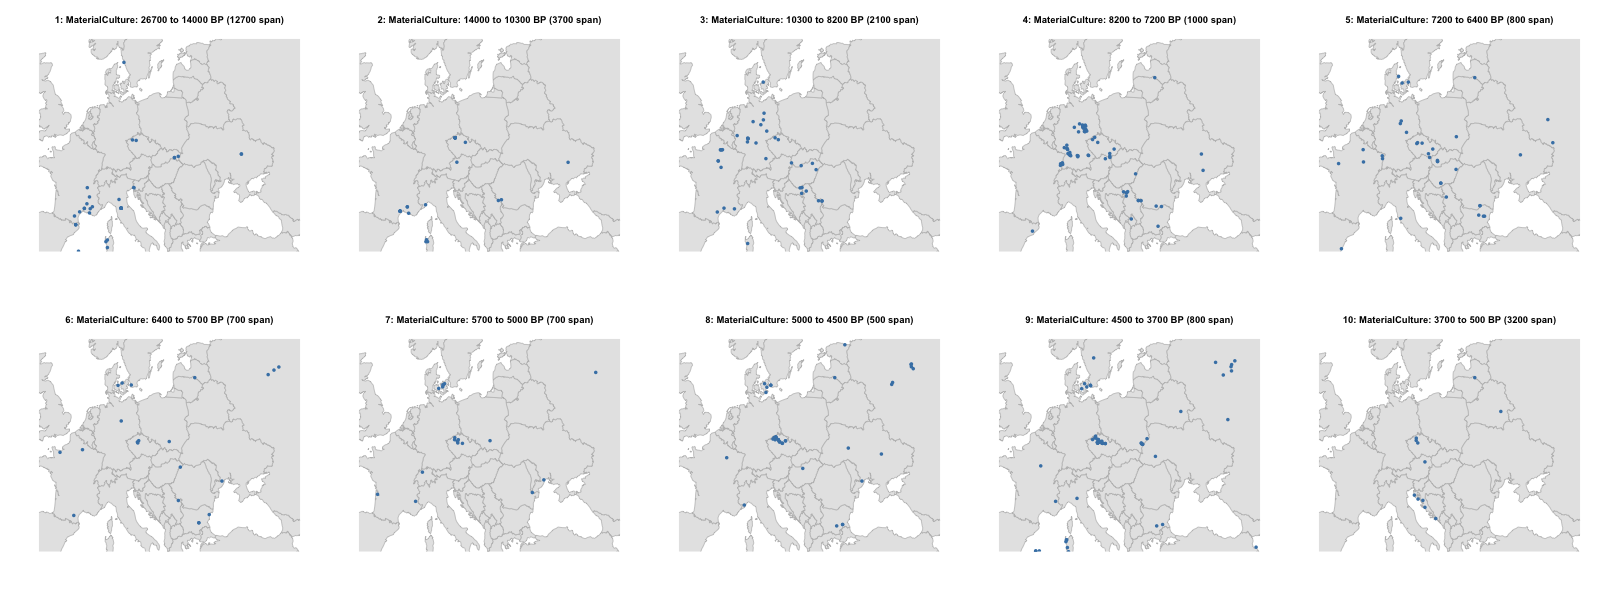 1: MaterialCulture: 26700 to 14000 BP (12700 span)
2: MaterialCulture: 14000 to 10300 BP (3700 span)
3: MaterialCulture: 10300 to 8200 BP (2100 span)
4: MaterialCulture: 8200 to 7200 BP (1000 span)
5: MaterialCulture: 7200 to 6400 BP (800 span)
6: MaterialCulture: 6400 to 5700 BP (700 span)
7: MaterialCulture: 5700 to 5000 BP (700 span)
8: MaterialCulture: 5000 to 4500 BP (500 span)
9: MaterialCulture: 4500 to 3700 BP (800 span)
10: MaterialCulture: 3700 to 500 BP (3200 span)